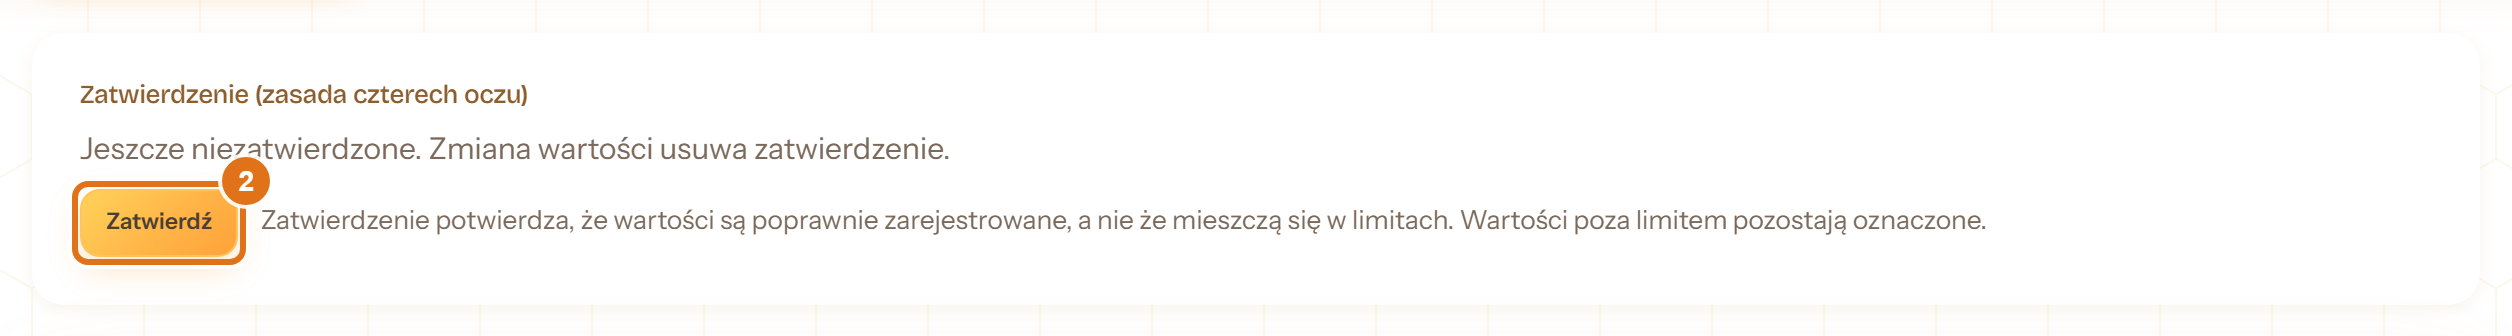 Zatwierdzenie (zasada czterech oczu)
Jeszcze niezatwierdzone. Zmiana wartości usuwa zatwierdzenie.
2
Zatwierdź
Zatwierdzenie potwierdza, że wartości są poprawnie zarejestrowane, a nie że mieszczą się w limitach. Wartości poza limitem pozostają oznaczone.